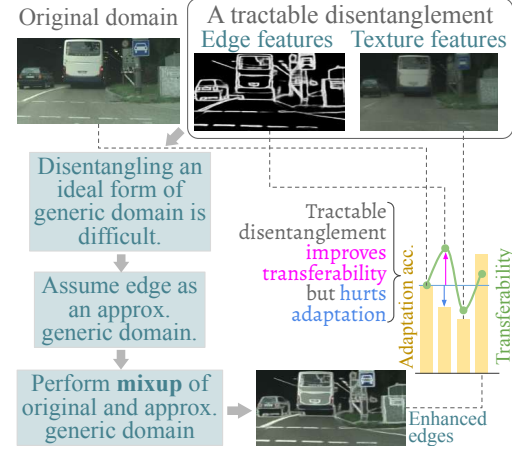 Original domain
A tractable disentanglement
Edge features
Texture features
Disentangling an
ideal form of
generic domain is
difficult.
Assume edge as
an approx.
generic domain.
Perform mixup of
original and approx.
generic domain
Tractable
disentanglement
improves
transferability
but hurts
adaptation
Adaptation acc.
Transferability
Enhanced
edges